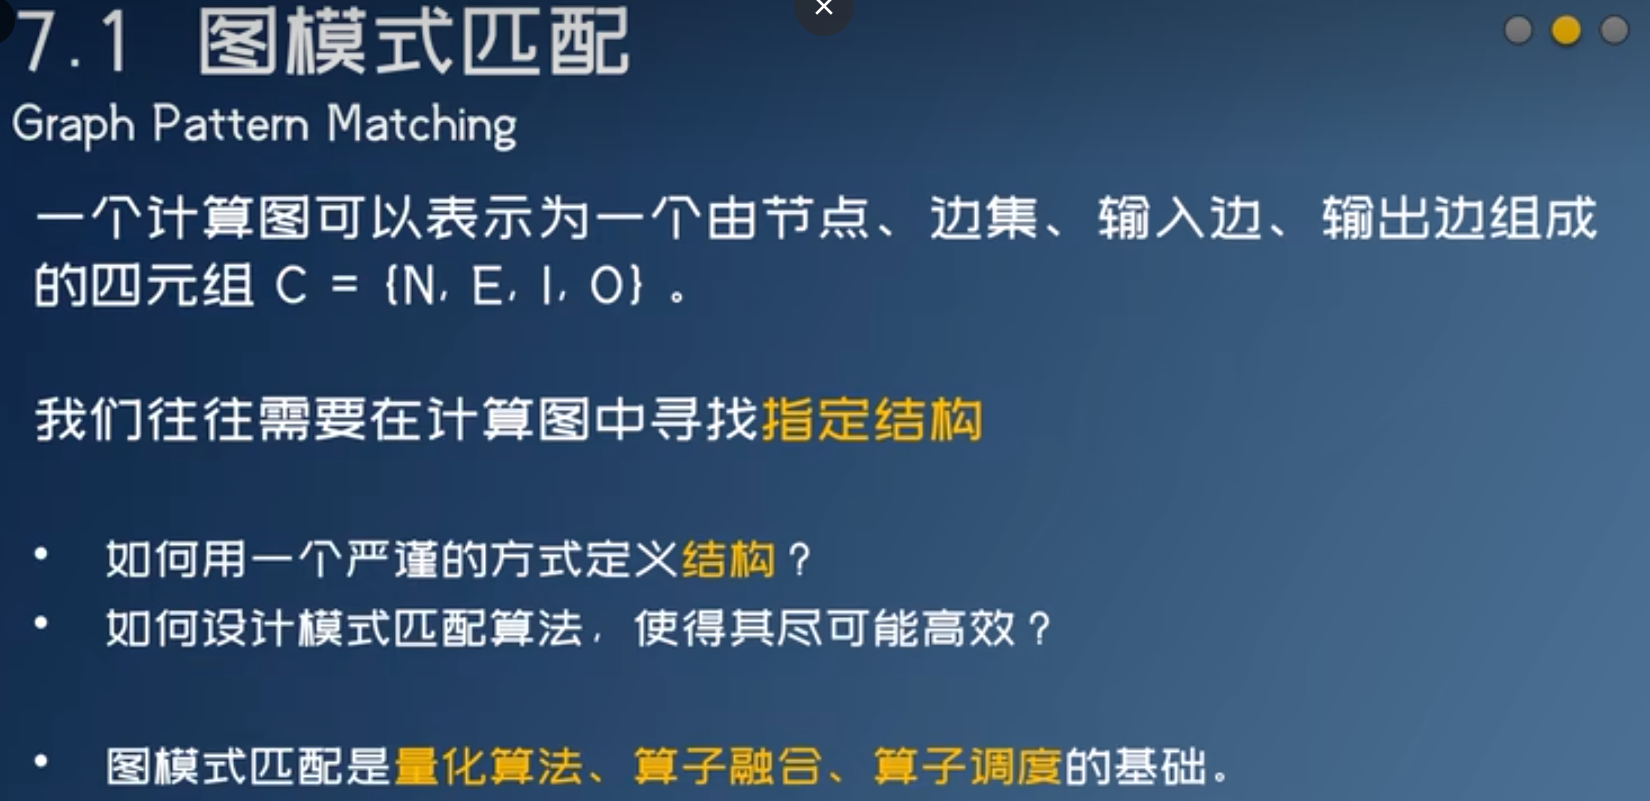 7.1 图模式匹配
Graph Pattern Matching
一个计算图可以表示为一个由节点、边集、输入边、输出边组成
的四元组 C = {N, E, I, O} 。
我们往往需要在计算图中寻找指定结构
• 如何用一个严谨的方式定义结构？
• 如何设计模式匹配算法，使得其尽可能高效？
• 图模式匹配是量化算法、算子融合、算子调度的基础。